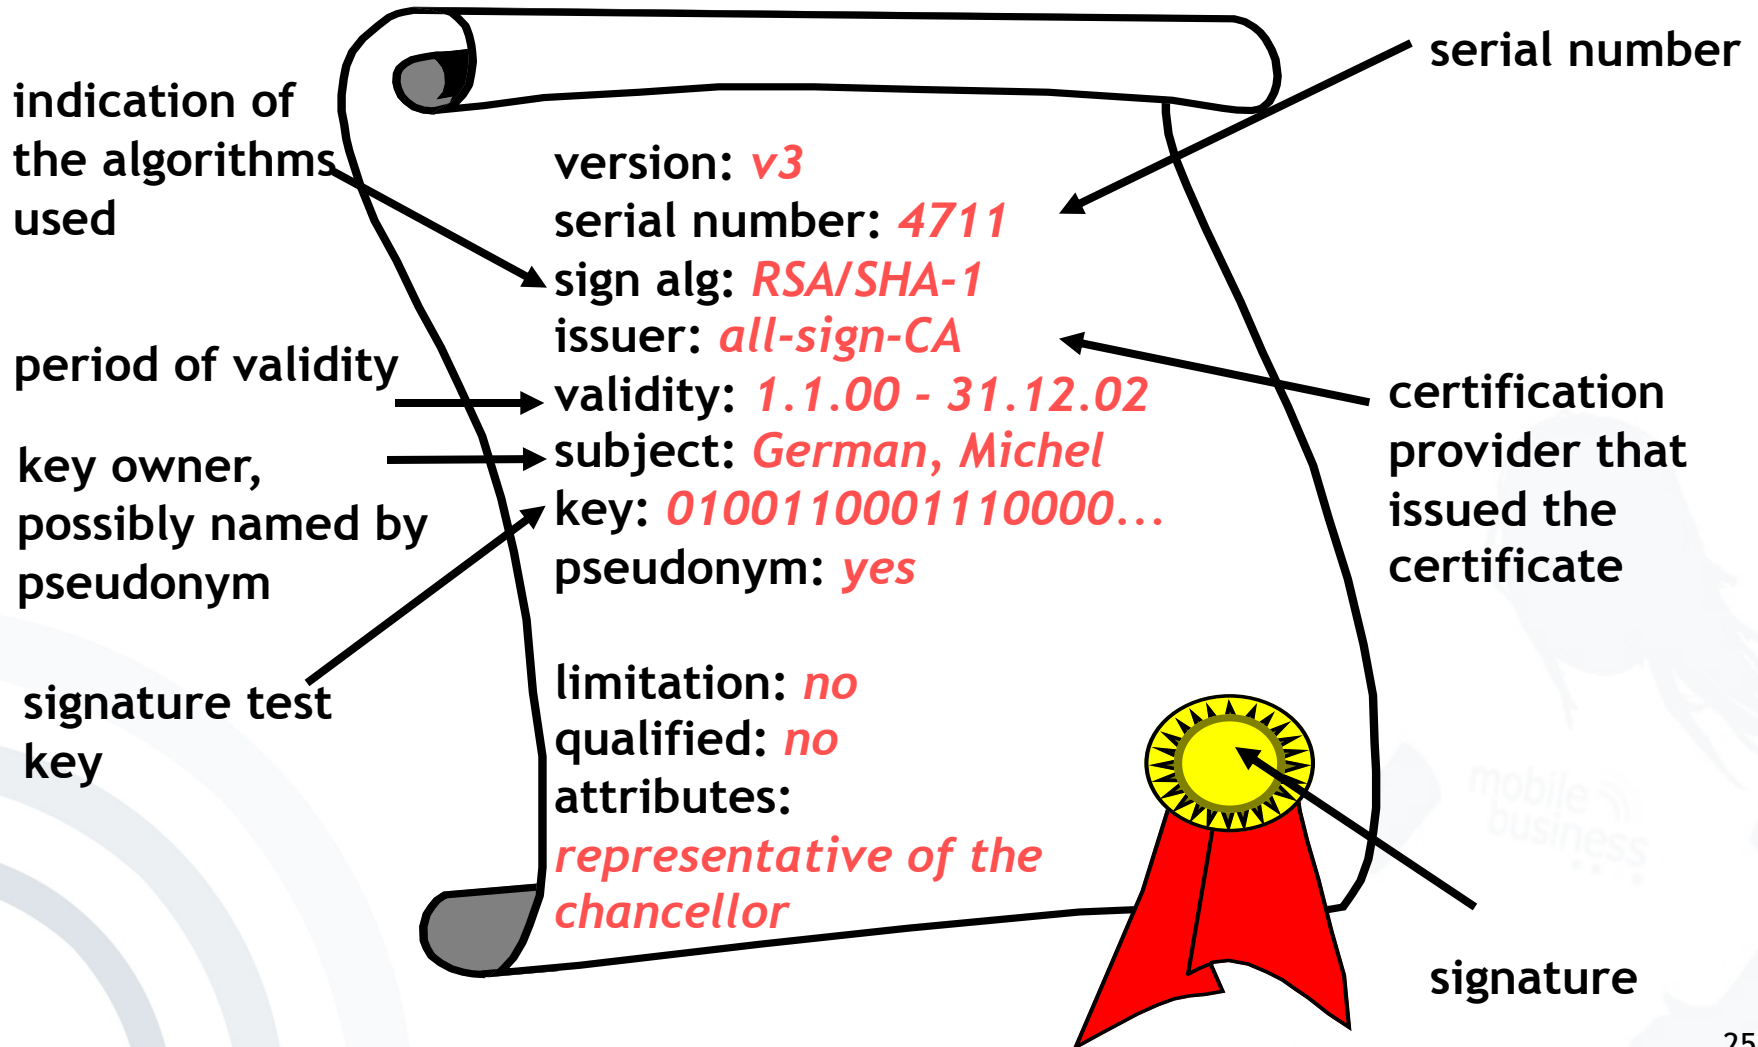 serial number
indication of
the algorithms
used
version: v3
serial number: 4711
sign alg: RSA/SHA-1
issuer: all-sign-CA
validity: 1.1.00 - 31.12.02
subject: German, Michel
key: 0100110001110000...
pseudonym: yes
limitation: no
qualified: no
attributes:
representative of the
chancellor
period of validity
key owner,
possibly named by
pseudonym
signature test
key
certification
provider that
issued the
certificate
signature
mobile
business
25